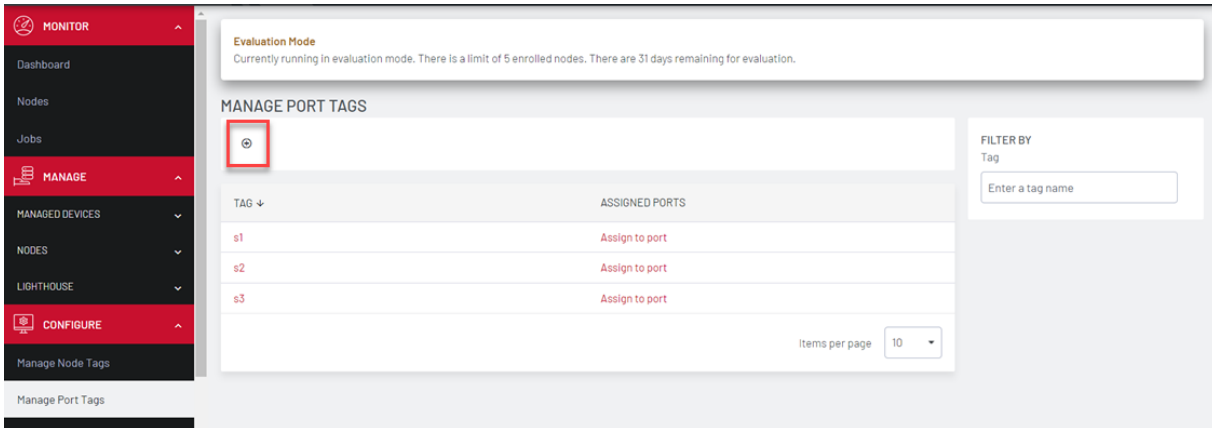 MONITOR
Dashboard
Nodes
Jobs
MANAGE
MANAGED DEVICES
NODES
LIGHTHOUSE
CONFIGURE
Manage Node Tags
Manage Port Tags
Evaluation Mode
Currently running in evaluation mode. There is a limit of 5 enrolled nodes. There are 31 days remaining for evaluation.
MANAGE PORT TAGS
TAG ASSIGNED PORTS
s1 Assign to port
s2 Assign to port
s3 Assign to port
Items per page 10
FILTER BY
Tag
Enter a tag name